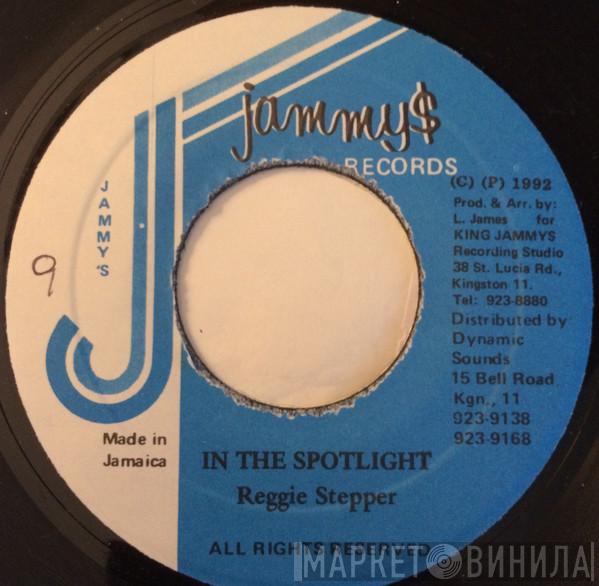 jammy$
RECORDS
JAMMY'S
9
(C) (P) 1992
Prod. & Arr. by:
L. James for
KING JAMMY$
Recording Studio
38 St. Lucia Rd.,
Kingston 11.
Tel: 923-8880
Distributed by
Dynamic
Sounds
15 Bell Road
Kgn., 11
923-9138
923-9168
Made in
Jamaica
IN THE SPOTLIGHT
Reggie Stepper
ALL RIGHTS RESERVED
МАРКЕТ ВИНИЛА